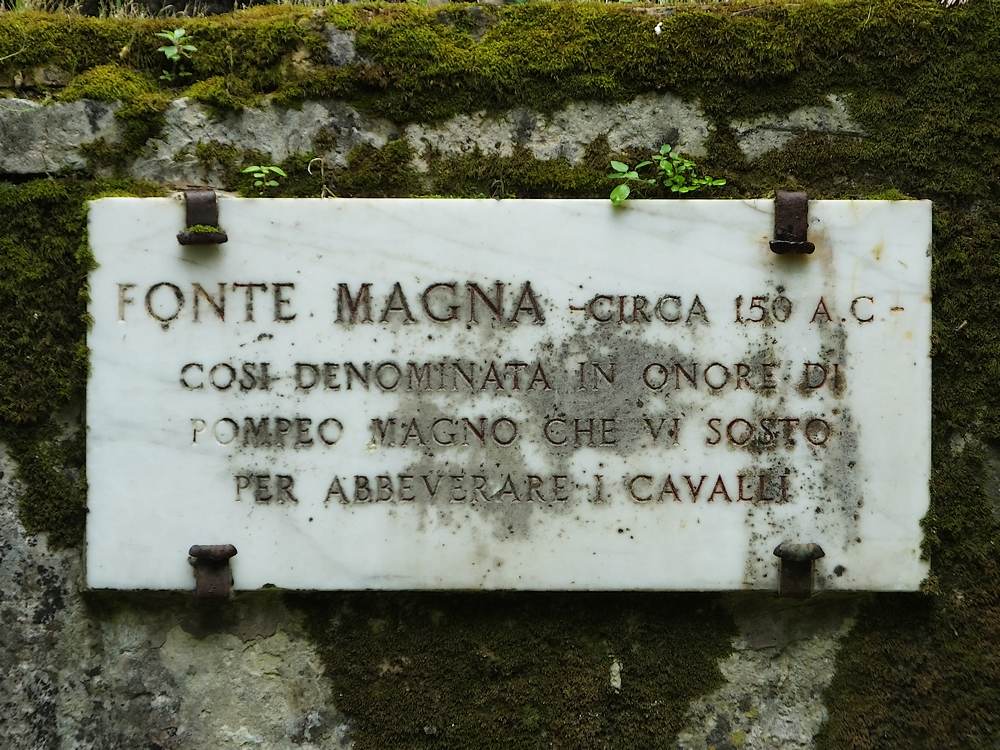 FONTE MAGNA -CIRCA 150 A.C-
COSI DENOMINATA IN ONORE DI
POMPEO MAGNO CHE VI SOSTO
PER ABBEVERARE I CAVALLI